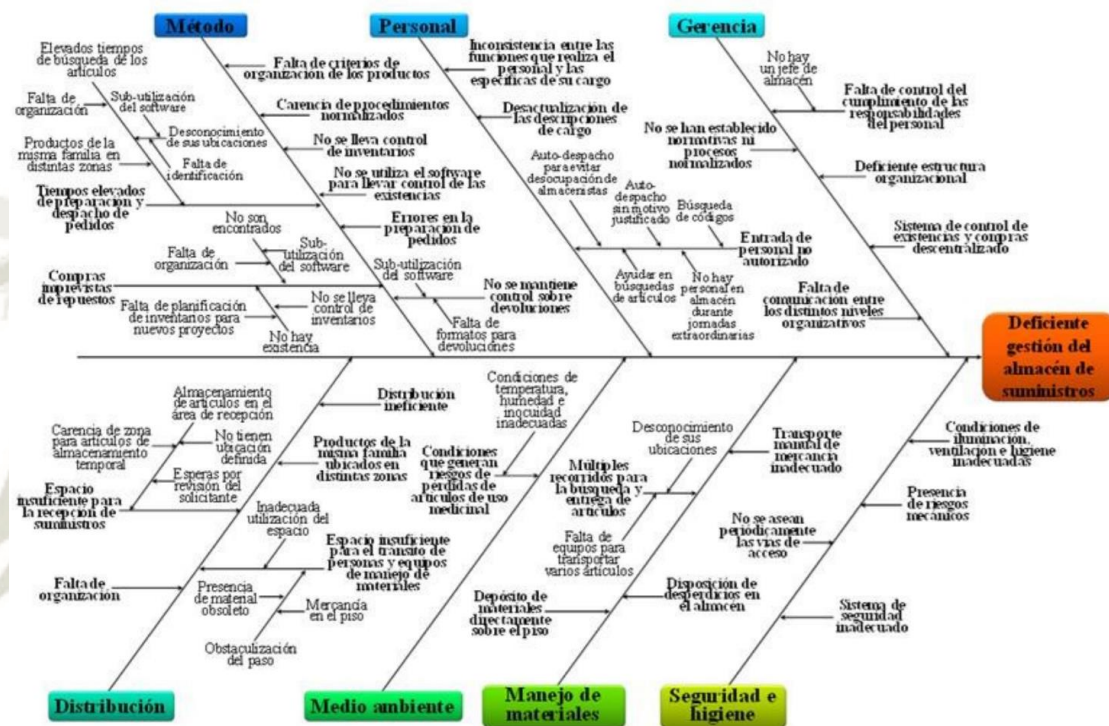 Método
Personal
Gerencia
Elevados tiempos
de búsqueda de los
artículos
Falta de
organización
Sub-utilización
del software
Productos de la
misma familia en
distintas zonas
Desconocimiento
de sus ubicaciones
Falta de
identificación
Tiempos elevados
de preparación y
despacho de
pedidos
Falta de criterios de
organización de los productos
Carencia de procedimientos
normalizados
No se lleva control
de inventarios
No se utiliza el software
para llevar control de las
existencias
Errores en la
preparación de
pedidos
No son
encontrados
Sub-
utilización
del software
Falta de
organización
Compras
imprevistas
de repuestos
Falta de planificación
de inventarios para
nuevos proyectos
No se lleva
control de
inventarios
No hay
existencia
Sub-utilización
del software
No se mantiene
control sobre
devoluciones
Falta de
formatos para
devoluciones
Inconsistencia entre las
funciones que realiza el
personal y las
específicas de su cargo
Desactualización de
las descripciones
de cargo
Auto-despacho
para evitar
desocupación de
almacenistas
Auto-
despacho
sin motivo
justificado
Búsqueda
de códigos
Entrada de
personal no
autorizado
Ayudar en
búsquedas
de artículos
No hay
personal en
almacén
durante
jornadas
extraordinarias
No hay
un jefe de
almacén
Falta de control del
cumplimiento de las
responsabilidades
del personal
No se han establecido
normativas ni
procesos
normalizados
Deficiente estructura
organizacional
Sistema de control de
existencias y compras
descentralizado
Falta de
comunicación entre
los distintos niveles
organizativos
Deficiente
gestión del
almacén de
suministros
Almacenamiento
de artículos en el
área de recepción
Carencia de zona
para artículos de
almacenamiento
temporal
No tienen
ubicación
definida
Esperas por
revisión del
solicitante
Espacio
insuficiente para
la recepción de
suministros
Distribución
ineficiente
Productos de la
misma familia
ubicados en
distintas zonas
Inadecuada
utilización del
espacio
Espacio insuficiente
para el tránsito de
personas y equipos
de manejo de
materiales
Falta de
organización
Presencia
de material
obsoleto
Mercancía
en el piso
Obstaculización
del paso
Condiciones de
temperatura,
humedad e
inocuidad
inadecuadas
Condiciones
que generan
riesgos de
pérdidas de
artículos de uso
medicinal
Desconocimiento
de sus
ubicaciones
Múltiples
recorridos para
la búsqueda y
entrega de
artículos
Falta de
equipos para
transportar
varios artículos
Transporte
manual de
mercancía
inadecuado
Depósito de
materiales
directamente
sobre el piso
Disposición de
desperdicios en
el almacén
Condiciones de
iluminación,
ventilación e higiene
inadecuadas
Presencia
de riesgos
mecánicos
No se asean
periódicamente
las vías de
acceso
Sistema de
seguridad
inadecuado
Distribución
Medio ambiente
Manejo de
materiales
Seguridad e
higiene